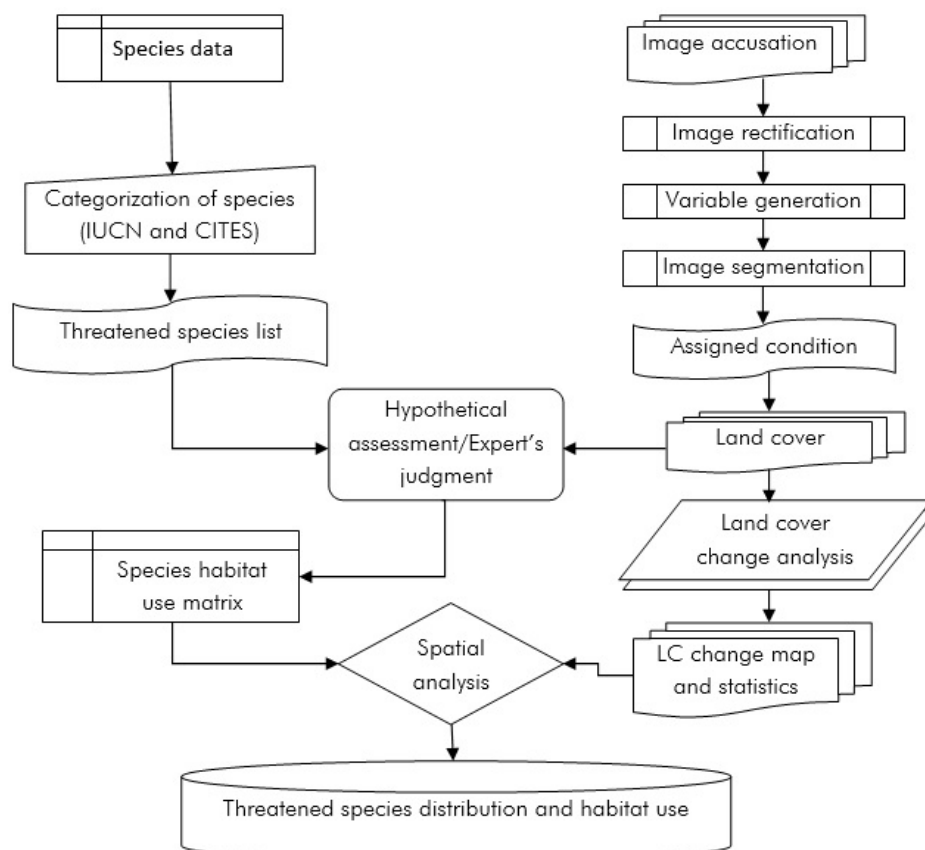 Species data
Image accusation
Image rectification
Categorization of species
(IUCN and CITES)
Variable generation
Image segmentation
Threatened species list
Assigned condition
Hypothetical
assessment/Expert's
judgment
Land cover
Land cover
change analysis
Species habitat
use matrix
Spatial
analysis
LC change map
and statistics
Threatened species distribution and habitat use